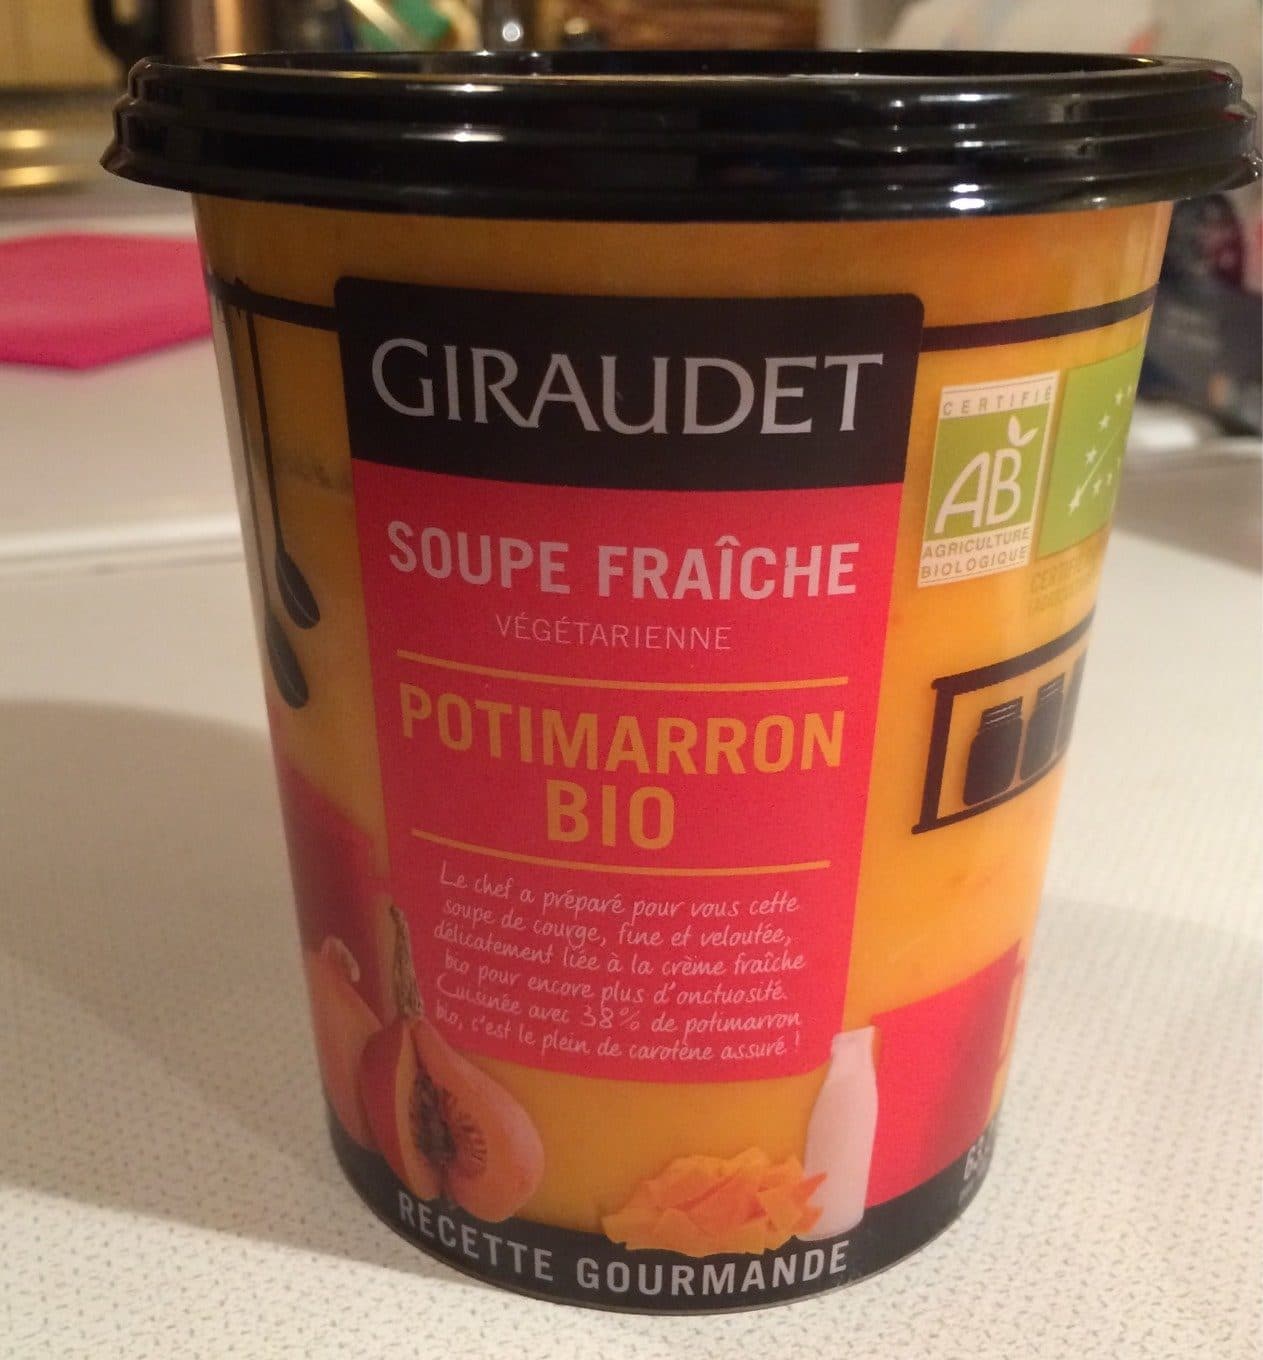 GIRAUDET
SOUPE FRAÎCHE
VÉGÉTARIENNE
POTIMARRON
BIO
Le chef a préparé pour vous cette
soupe de courge, fine et veloutée,
délicatement liée à la crème fraîche
bio pour encore plus d'onctuosité.
Cuisinée avec 38% de potimarron
bio, c'est le plein de carotène assuré !
RECETTE GOURMANDE
CERTIFIÉ
AB
AGRICULTURE
BIOLOGIQUE